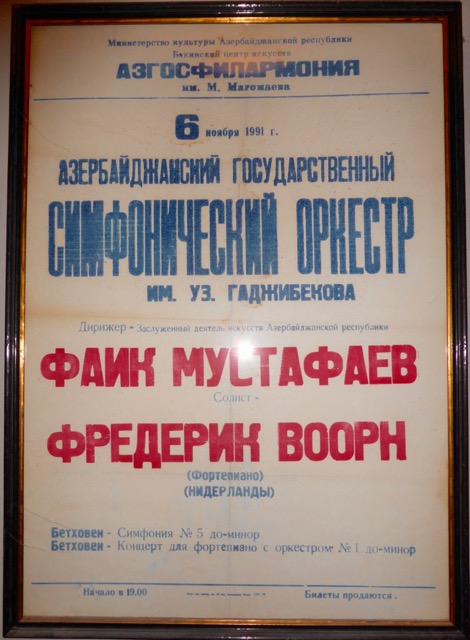 Министерство культуры Азербайджанской республики
Бакинский центр искусств
АЗГОСФИЛАРМОНИЯ
им. М. Магомаева
6 ноября 1991 г.
АЗЕРБАЙДЖАНСКИЙ ГОСУДАРСТВЕННЫЙ
СИМФОНИЧЕСКИЙ ОРКЕСТР
ИМ. УЗ. ГАДЖИБЕКОВА
Дирижер - Заслуженный деятель искусств Азербайджанской республики
ФАИК МУСТАФАЕВ
Солист -
ФРЕДЕРИК ВООРН
(Фортепиано)
(НИДЕРЛАНДЫ)
Бетховен - Симфония № 5 до-минор
Бетховен - Концерт для фортепиано с оркестром № 1 до-минор
Начало в 19.00
Билеты продаются.